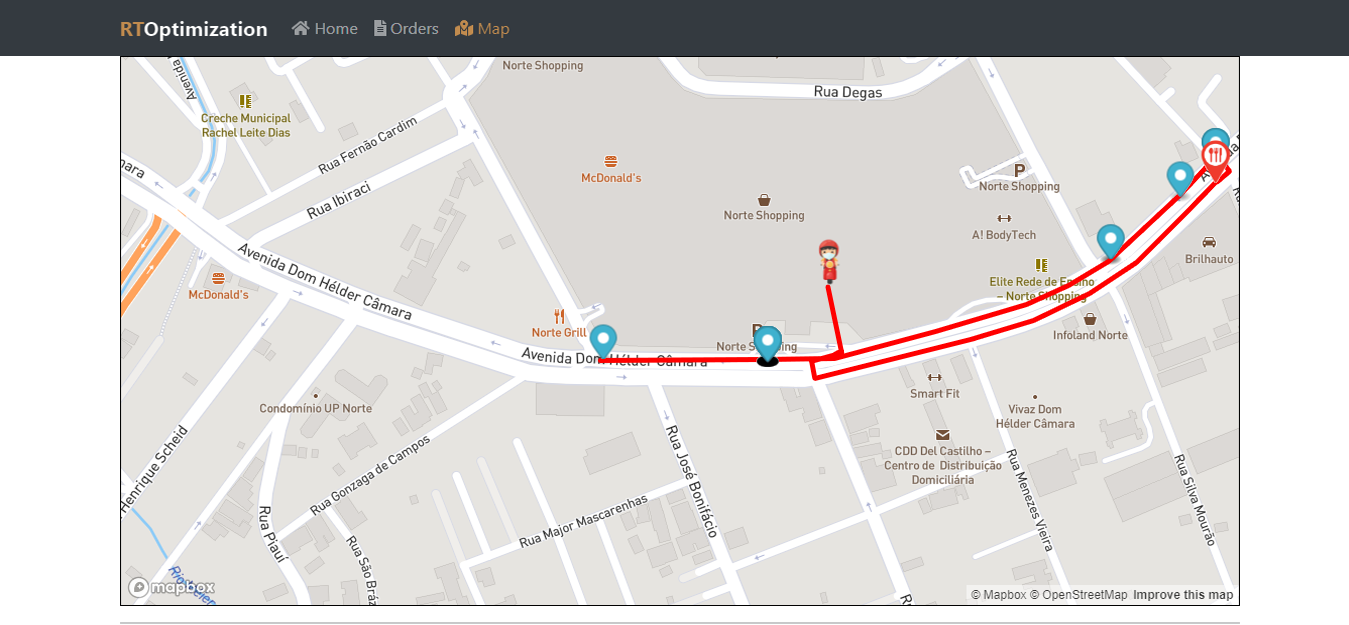 RTOptimization Home Orders Map
Norte Shopping
Avenida
Rua Degas
Creche Municipal
Rachel Leite Dias
Rua Fernão Cardim
McDonald's
Rua Ibiraci
P
Norte Shopping
Norte Shopping
A! BodyTech
Brilhauto
Avenida Dom Hélder Câmara
McDonald's
Elite Rede de Ensino
– Norte Shopping
Norte Grill
P
Norte Shopping
Infoland Norte
Avenida Dom Hélder Câmara
Smart Fit
Condomínio UP Norte
Vivaz Dom
Hélder Câmara
CDD Del Castilho –
Centro de Distribuição
Domiciliária
Henrique Scheid
Rua Gonzaga de Campos
Rua José Bonifácio
Rua Menezes Vieira
Rua Silva Mourão
Rua Piauí
Rua Major Mascarenhas
Rua São Bráz
mapbox
© Mapbox © OpenStreetMap Improve this map